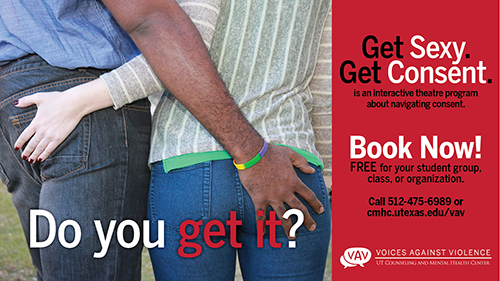 Do you get it?
Get Sexy.
Get Consent.
is an interactive theatre program
about navigating consent.
Book Now!
FREE for your student group,
class, or organization.
Call 512-475-6989 or
cmhc.utexas.edu/vav
VAV
VOICES AGAINST VIOLENCE
UT COUNSELING AND MENTAL HEALTH CENTER